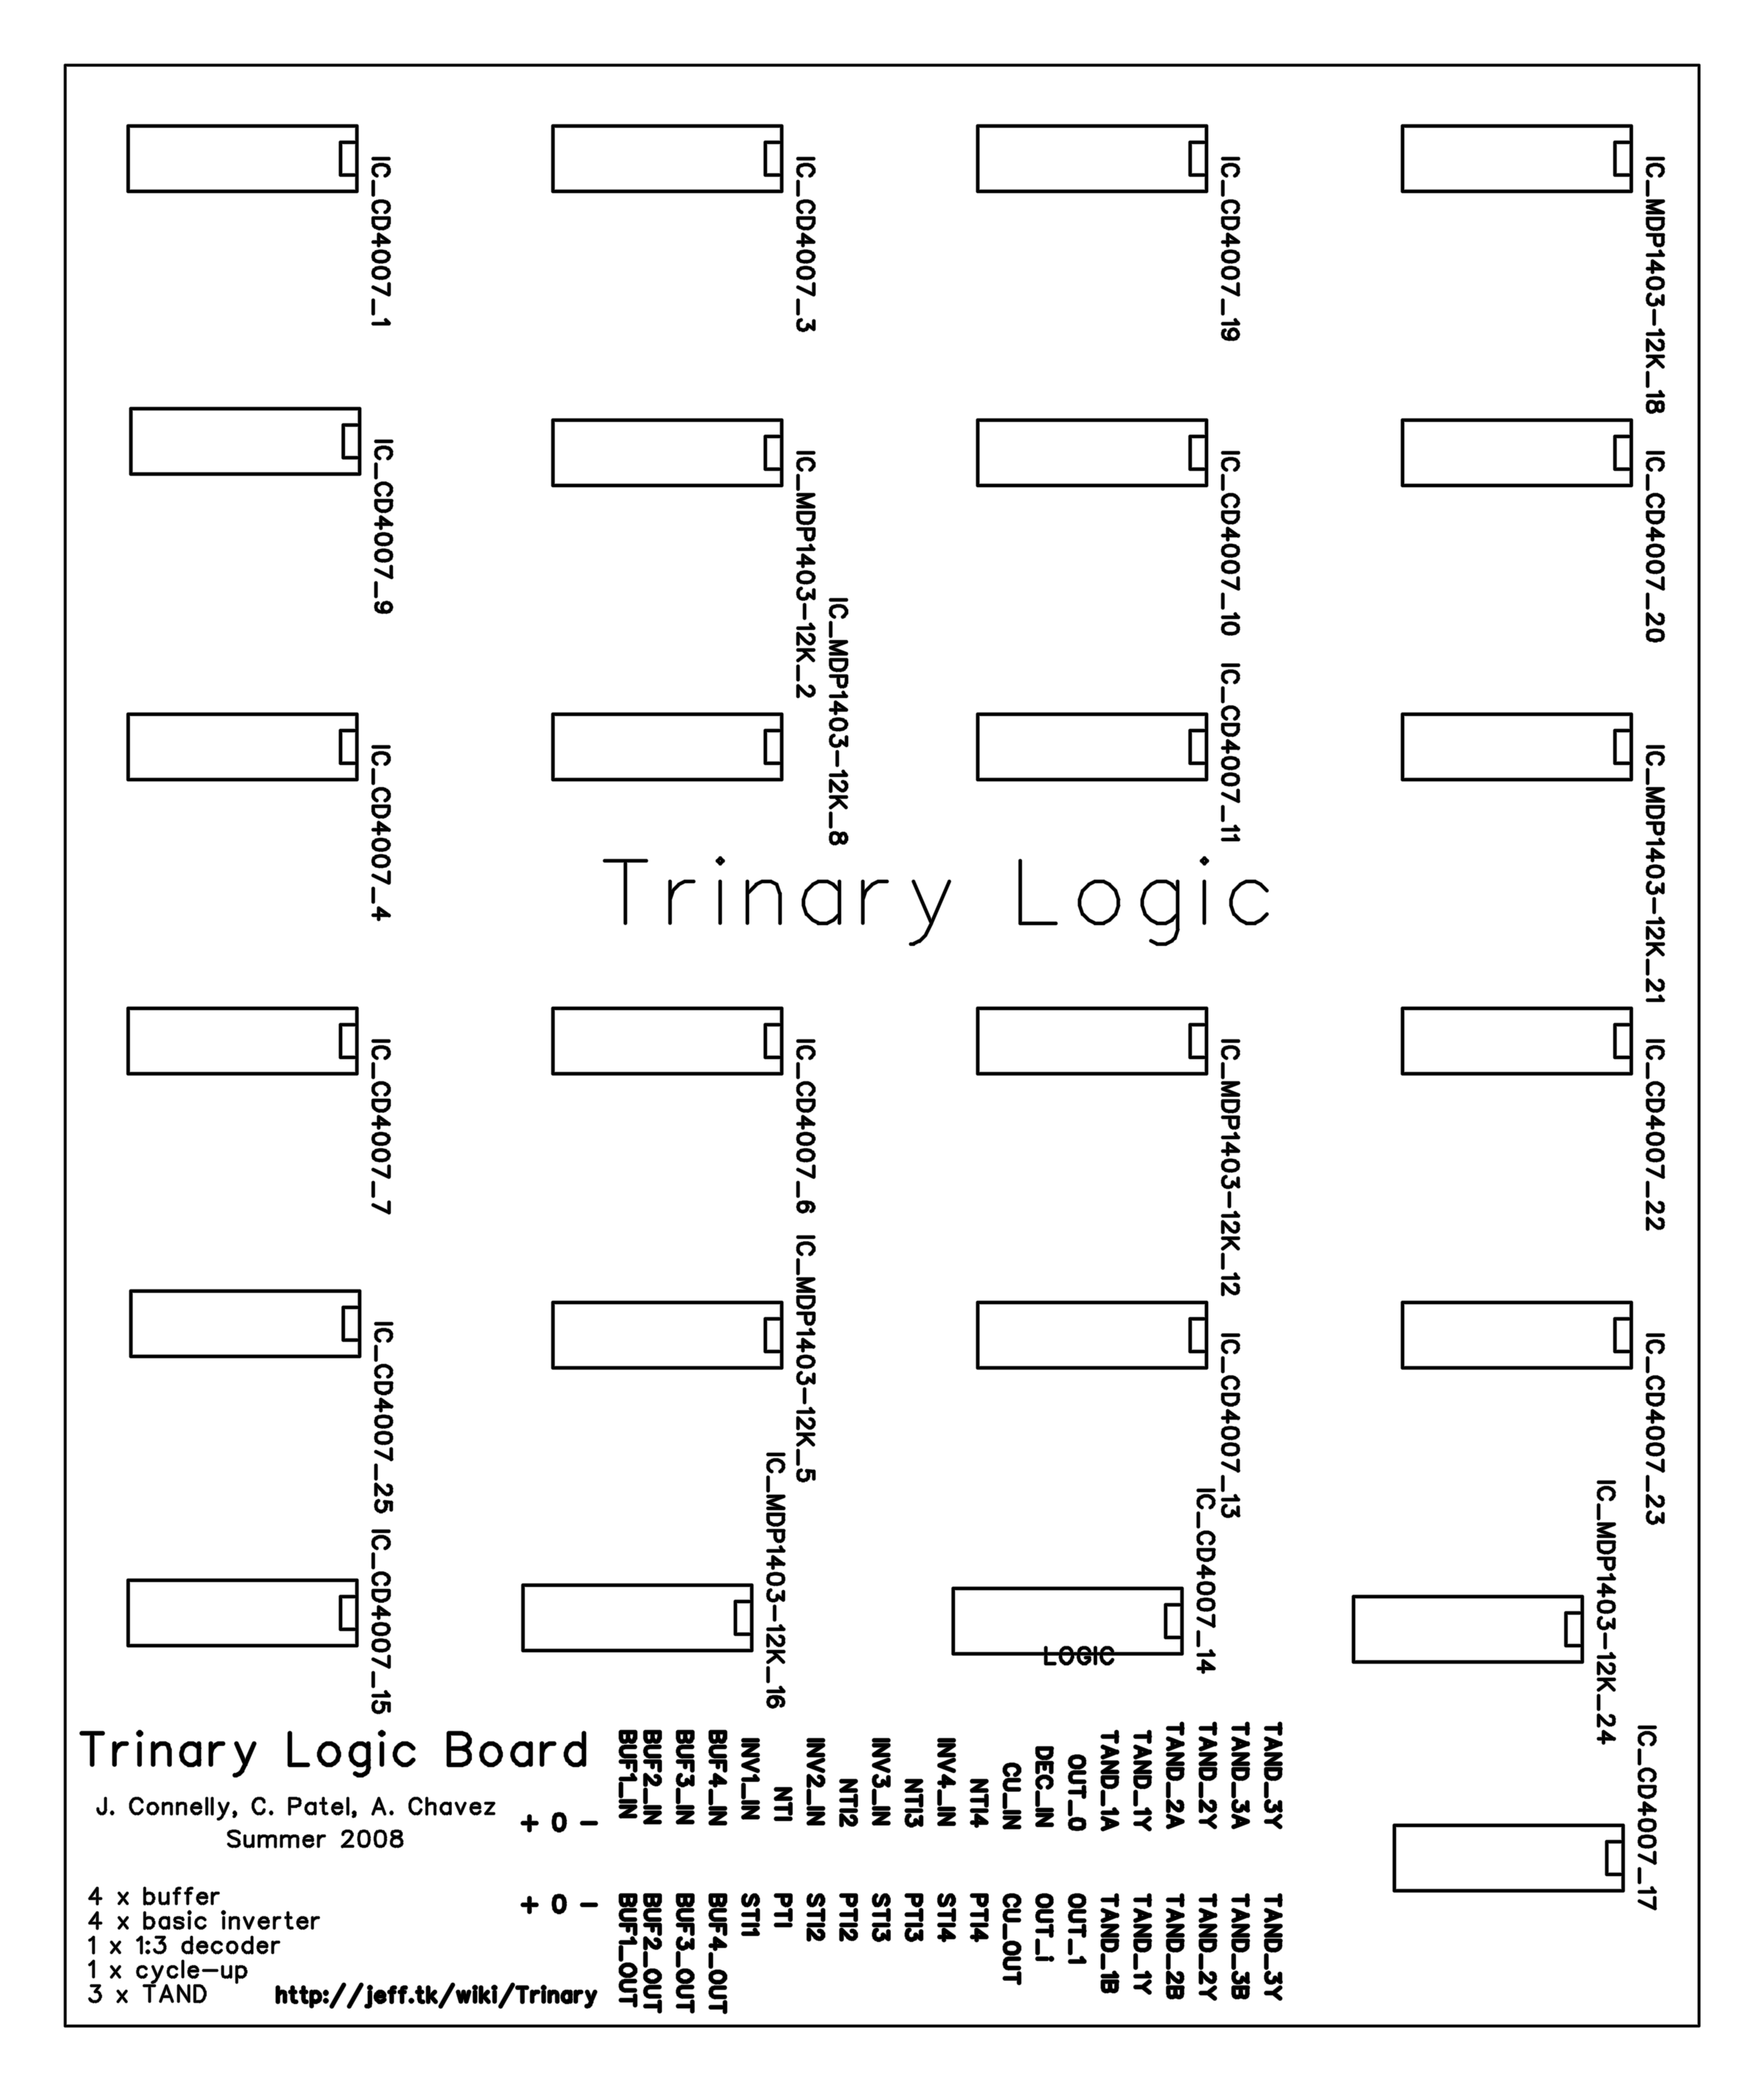 IC_CD4007_1
IC_CD4007_3
IC_CD4007_19
IC_MDP1403-12K_18
IC_CD4007_9
IC_MDP1403-12K_2
IC_CD4007_10
IC_CD4007_20
IC_MDP1403-12K_8
IC_CD4007_4
IC_CD4007_11
IC_MDP1403-12K_21
Trinary Logic
IC_CD4007_7
IC_CD4007_6
IC_MDP1403-12K_12
IC_CD4007_22
IC_CD4007_25
IC_MDP1403-12K_5
IC_CD4007_13
IC_CD4007_23
IC_CD4007_15
IC_MDP1403-12K_16
IC_CD4007_14
IC_MDP1403-12K_24
LOGIC
IC_CD4007_17
Trinary Logic Board
J. Connelly, C. Patel, A. Chavez
Summer 2008
4 x buffer
4 x basic inverter
1 x 1:3 decoder
1 x cycle-up
3 x TAND
http://jeff.tk/wiki/Trinary
+ 0 -
BUF1_IN
BUF2_IN
BUF3_IN
BUF4_IN
INV1_IN
NTI
INV2_IN
NTI2
INV3_IN
NTI3
INV4_IN
NTI4
CU_IN
DEC_IN
OUT_0
TAND_1A
TAND_1Y
TAND_2A
TAND_2Y
TAND_3A
TAND_3Y
+ 0 -
BUF1_OUT
BUF2_OUT
BUF3_OUT
BUF4_OUT
STI1
PTI
STI2
PTI2
STI3
PTI3
STI4
PTI4
CU_OUT
OUT_i
OUT_1
TAND_1B
TAND_1Y
TAND_2B
TAND_2Y
TAND_3B
TAND_3Y